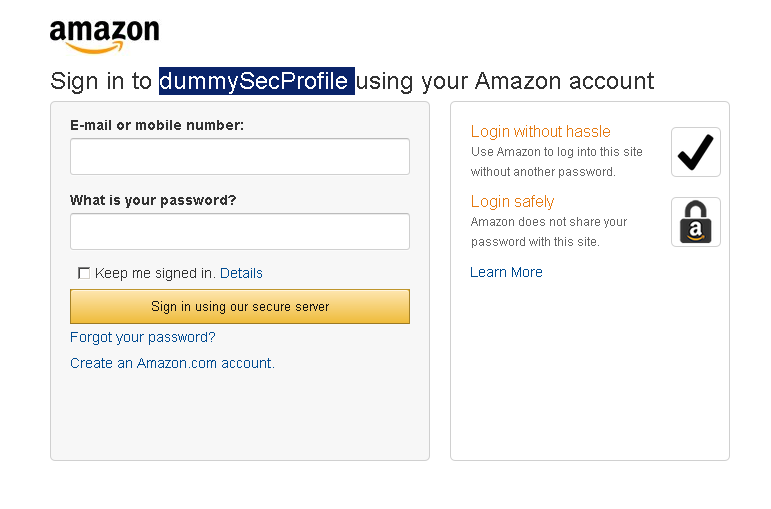 amazon
Sign in to dummySecProfile using your Amazon account
E-mail or mobile number:
What is your password?
Keep me signed in. Details
Sign in using our secure server
Forgot your password?
Create an Amazon.com account.
Login without hassle
Use Amazon to log into this site
without another password.
Login safely
Amazon does not share your
password with this site.
a
Learn More